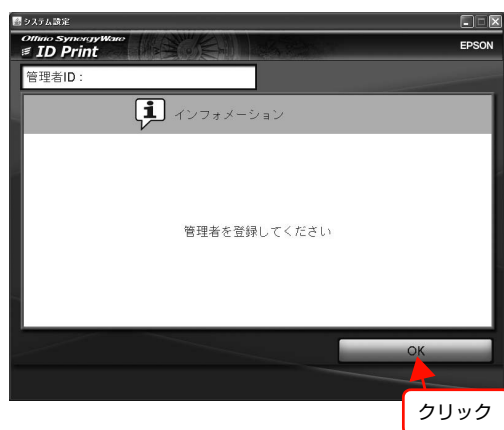 システム設定
Offirio SynergyWare
ID Print
EPSON
管理者ID：
インフォメーション
管理者を登録してください
OK
クリック